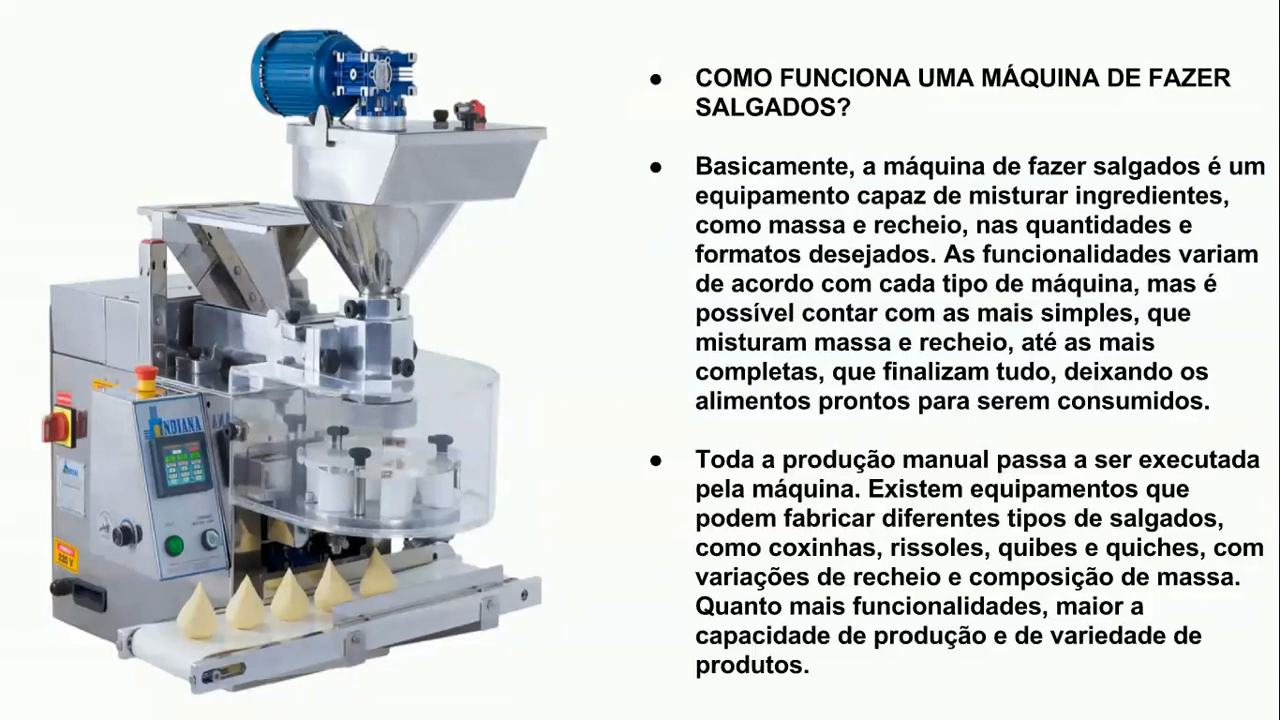 ● COMO FUNCIONA UMA MÁQUINA DE FAZER
SALGADOS?
● Basicamente, a máquina de fazer salgados é um
equipamento capaz de misturar ingredientes,
como massa e recheio, nas quantidades e
formatos desejados. As funcionalidades variam
de acordo com cada tipo de máquina, mas é
possível contar com as mais simples, que
misturam massa e recheio, até as mais
completas, que finalizam tudo, deixando os
alimentos prontos para serem consumidos.
● Toda a produção manual passa a ser executada
pela máquina. Existem equipamentos que
podem fabricar diferentes tipos de salgados,
como coxinhas, rissoles, quibes e quiches, com
variações de recheio e composição de massa.
Quanto mais funcionalidades, maior a
capacidade de produção e de variedade de
produtos.
INDIANA
220 V